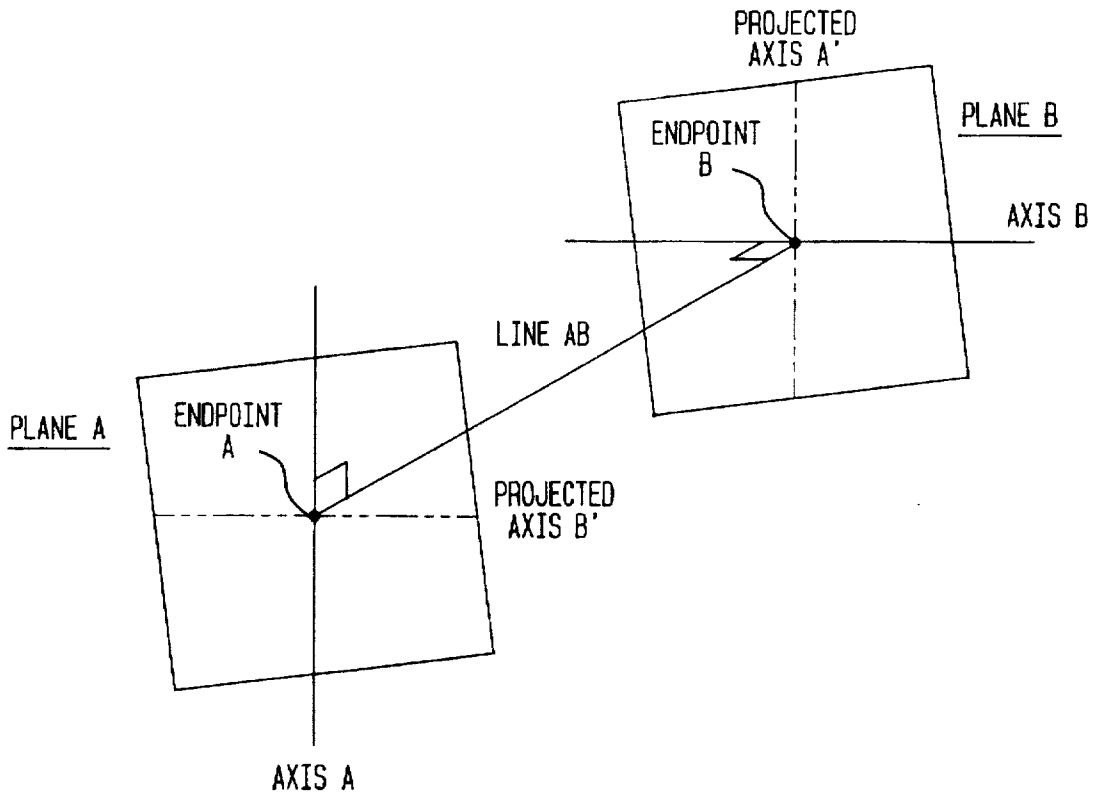 PROJECTED
AXIS A'
PLANE B
ENDPOINT
B
AXIS B
LINE AB
ENDPOINT
A
PLANE A
PROJECTED
AXIS B'
AXIS A